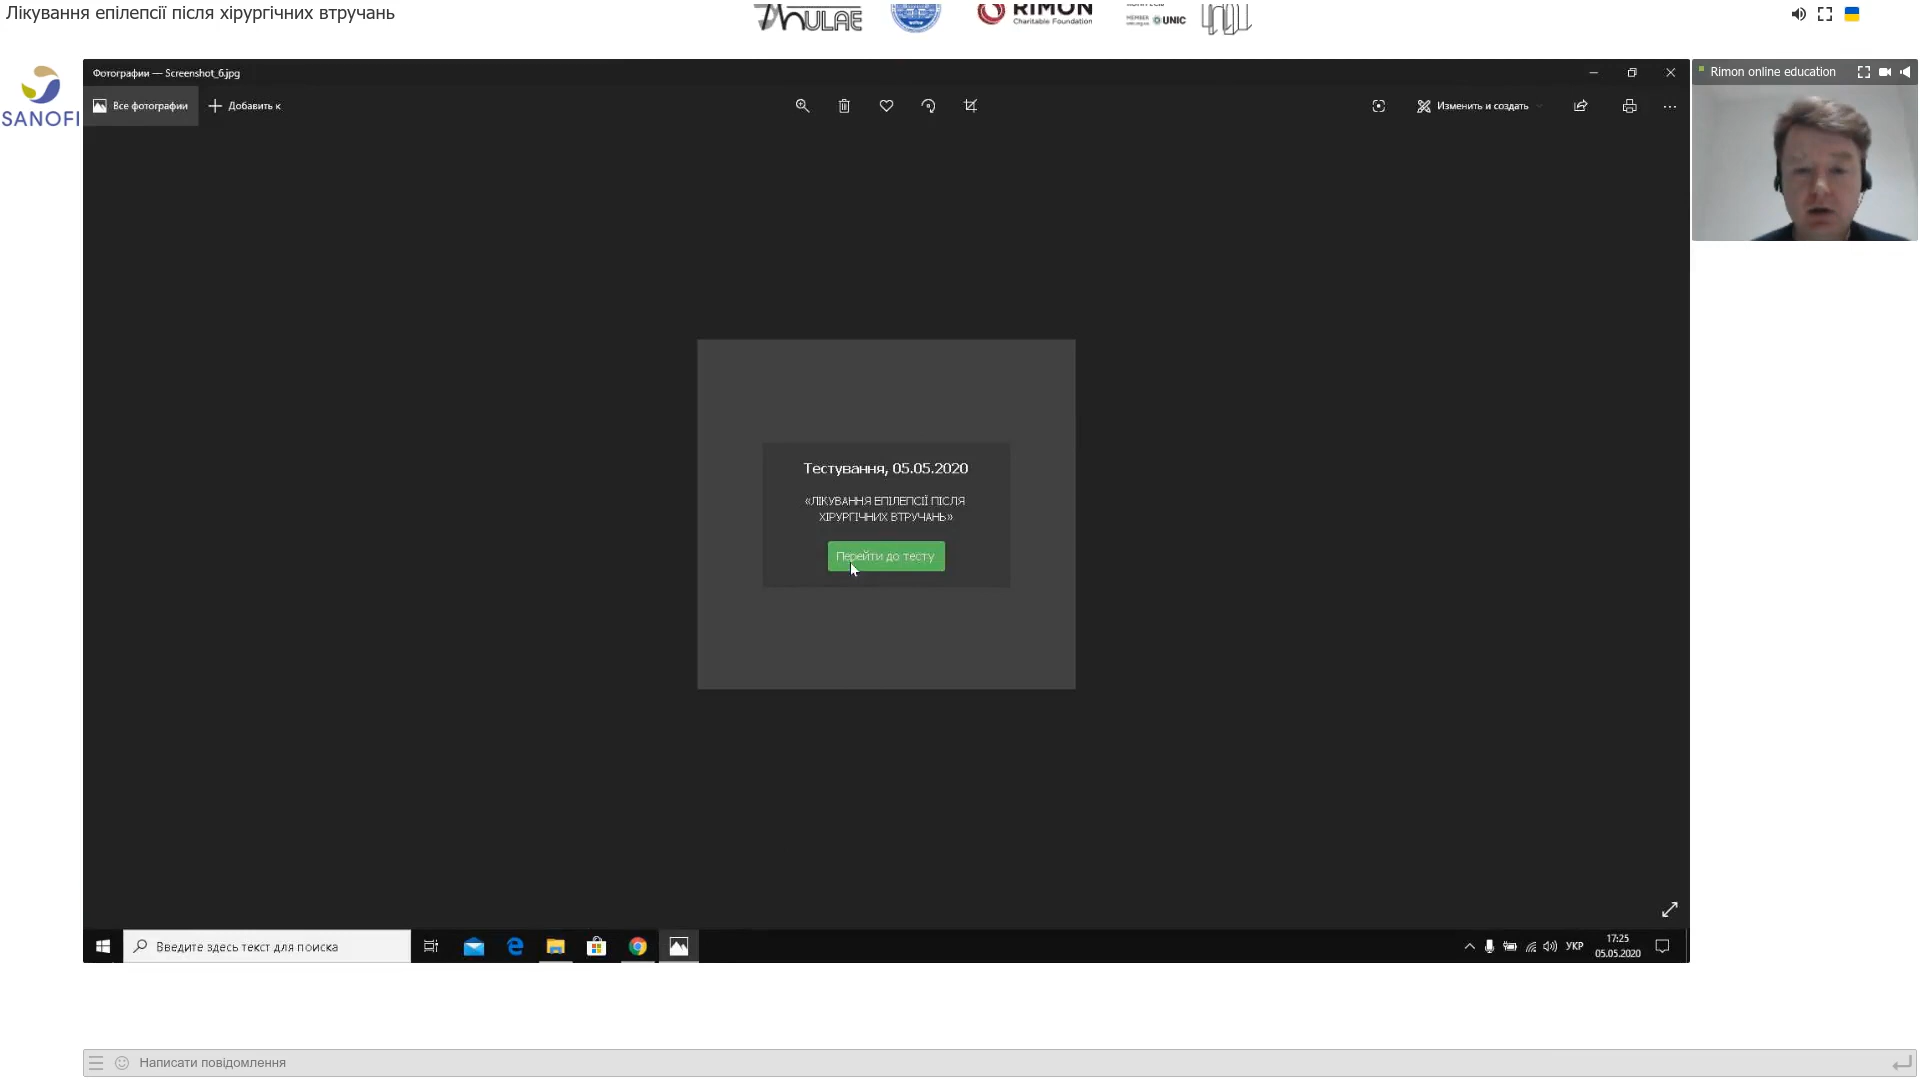 Лікування епілепсії після хірургічних втручань
RIMON
Charitable Foundation
MEMBER
UNIC
SANOFI
Фотографии — Screenshot_6.jpg
Все фотографии
Добавить к
Изменить и создать
Rimon online education
Тестування, 05.05.2020
«ЛІКУВАННЯ ЕПІЛЕПСІЇ ПІСЛЯ
ХІРУРГІЧНИХ ВТРУЧАНЬ»
Перейти до тесту
Введите здесь текст для поиска
УКР
17:25
05.05.2020
Написати повідомлення